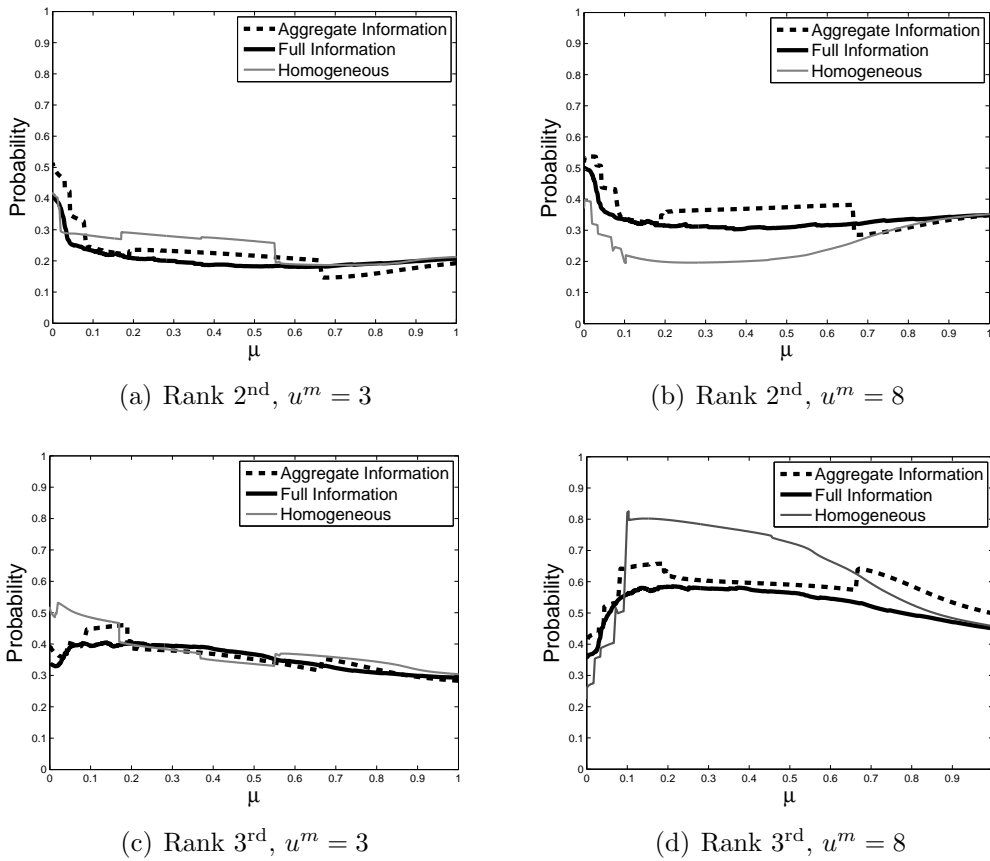 Aggregate Information
Full Information
Homogeneous
Probability
1
0.9
0.8
0.7
0.6
0.5
0.4
0.3
0.2
0.1
0
0 0.1 0.2 0.3 0.4 0.5 0.6 0.7 0.8 0.9 1
μ
(a) Rank 2nd, u^m = 3
Aggregate Information
Full Information
Homogeneous
Probability
1
0.9
0.8
0.7
0.6
0.5
0.4
0.3
0.2
0.1
0
0 0.1 0.2 0.3 0.4 0.5 0.6 0.7 0.8 0.9 1
μ
(b) Rank 2nd, u^m = 8
Aggregate Information
Full Information
Homogeneous
Probability
1
0.9
0.8
0.7
0.6
0.5
0.4
0.3
0.2
0.1
0
0 0.1 0.2 0.3 0.4 0.5 0.6 0.7 0.8 0.9 1
μ
(c) Rank 3rd, u^m = 3
Aggregate Information
Full Information
Homogeneous
Probability
1
0.9
0.8
0.7
0.6
0.5
0.4
0.3
0.2
0.1
0
0 0.1 0.2 0.3 0.4 0.5 0.6 0.7 0.8 0.9
μ
(d) Rank 3rd, u^m = 8